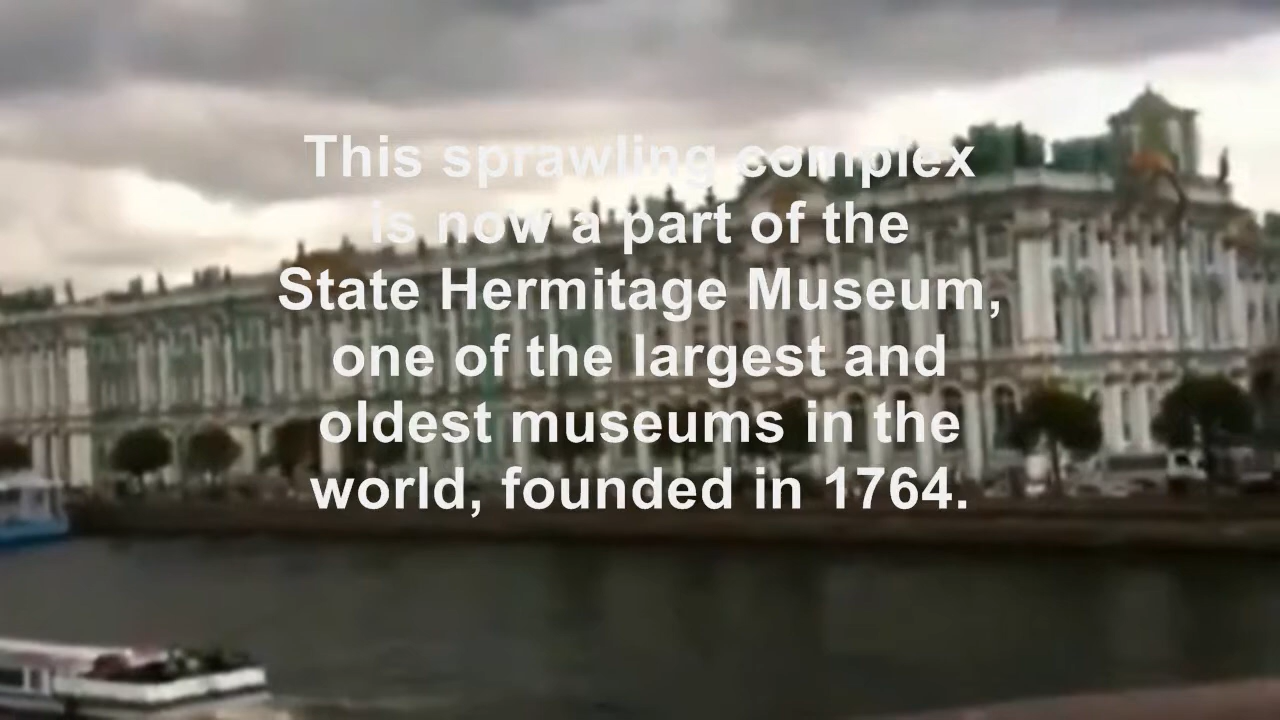 This sprawling complex
is now a part of the
State Hermitage Museum,
one of the largest and
oldest museums in the
world, founded in 1764.